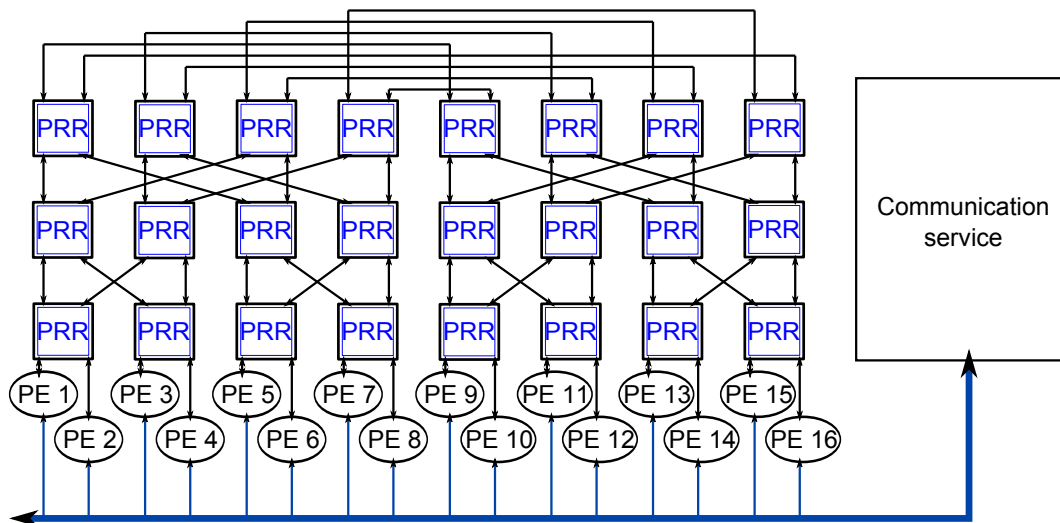 PRR PRR PRR PRR PRR PRR PRR PRR
PRR PRR PRR PRR PRR PRR PRR PRR
Communication
service
PRR PRR PRR PRR PRR PRR PRR PRR
PE 1 PE 3 PE 5 PE 7 PE 9 PE 11 PE 13 PE 15
PE 2 PE 4 PE 6 PE 8 PE 10 PE 12 PE 14 PE 16